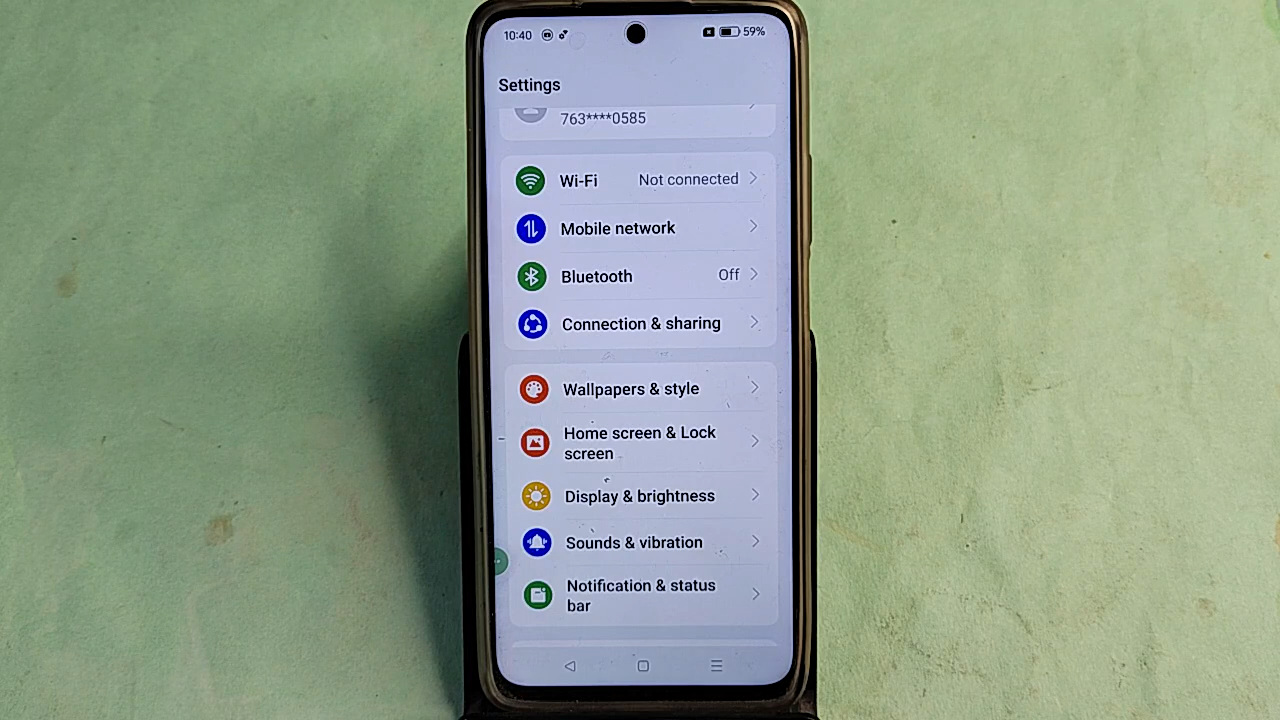 10:40 59%
Settings
763****0585
Wi-Fi Not connected
Mobile network
Bluetooth Off
Connection & sharing
Wallpapers & style
Home screen & Lock
screen
Display & brightness
Sounds & vibration
Notification & status
bar